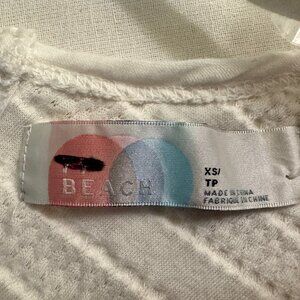 BEACH
XS/
TP
MADE IN CHINA
FABRIQUÉ EN CHINE